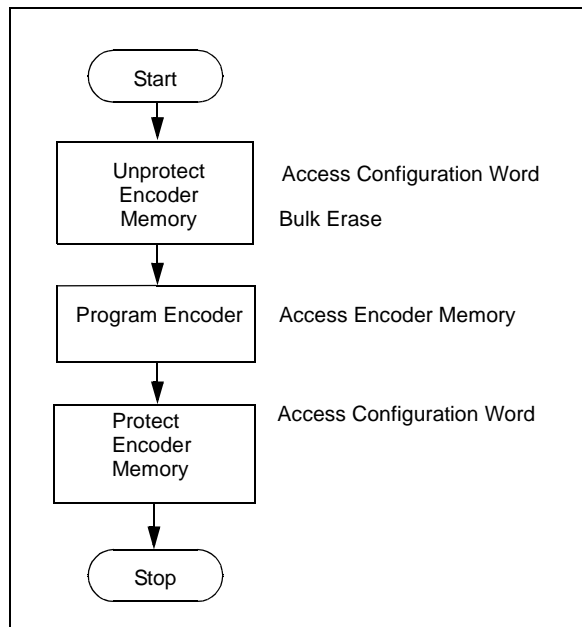 Start
Unprotect
Encoder
Memory
Access Configuration Word
Bulk Erase
Program Encoder
Access Encoder Memory
Protect
Encoder
Memory
Access Configuration Word
Stop